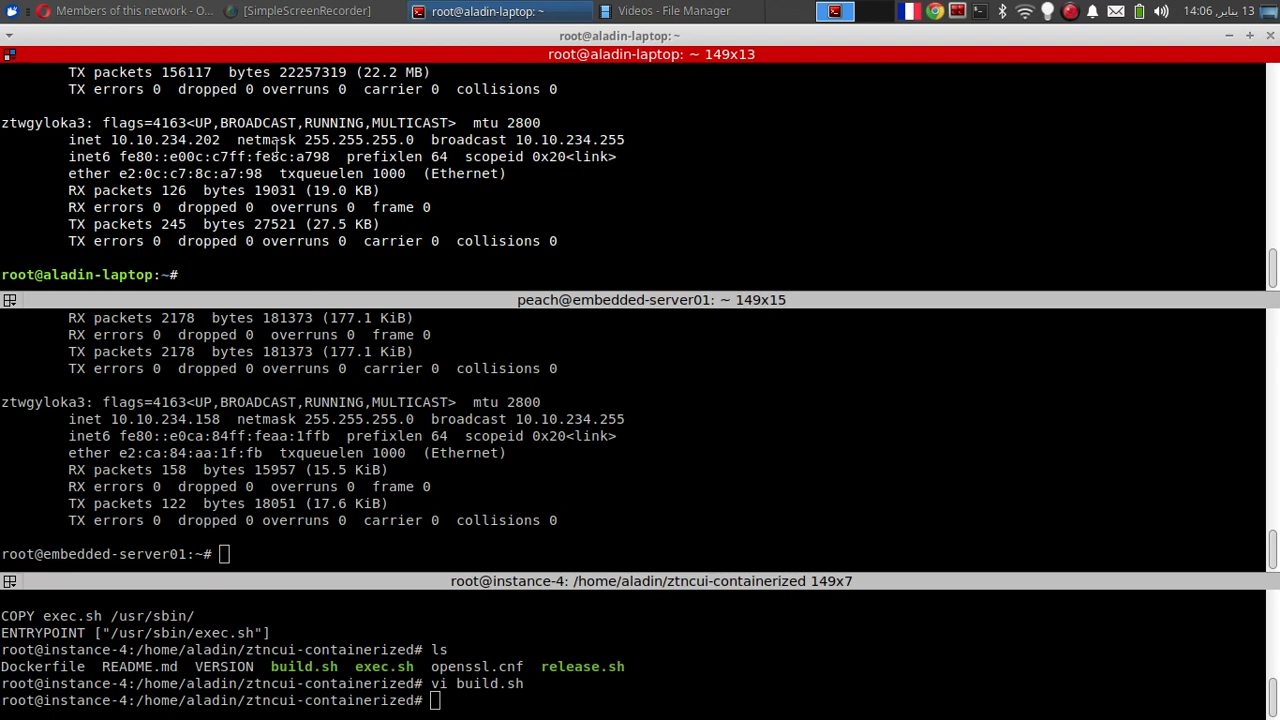 Members of this network - O...
[SimpleScreenRecorder]
root@aladin-laptop: ~
Videos - File Manager
13 يناير, 14:06
root@aladin-laptop: ~
root@aladin-laptop: ~ 149x13
TX packets 156117  bytes 22257319 (22.2 MB)
TX errors 0  dropped 0 overruns 0  carrier 0  collisions 0
ztwgyloka3: flags=4163<UP,BROADCAST,RUNNING,MULTICAST>  mtu 2800
inet 10.10.234.202  netmask 255.255.255.0  broadcast 10.10.234.255
inet6 fe80::e00c:c7ff:fe8c:a798  prefixlen 64  scopeid 0x20<link>
ether e2:0c:c7:8c:a7:98  txqueuelen 1000  (Ethernet)
RX packets 126  bytes 19031 (19.0 KB)
RX errors 0  dropped 0  overruns 0  frame 0
TX packets 245  bytes 27521 (27.5 KB)
TX errors 0  dropped 0 overruns 0  carrier 0  collisions 0
root@aladin-laptop:~#
peach@embedded-server01: ~ 149x15
RX packets 2178  bytes 181373 (177.1 KiB)
RX errors 0  dropped 0  overruns 0  frame 0
TX packets 2178  bytes 181373 (177.1 KiB)
TX errors 0  dropped 0 overruns 0  carrier 0  collisions 0
ztwgyloka3: flags=4163<UP,BROADCAST,RUNNING,MULTICAST>  mtu 2800
inet 10.10.234.158  netmask 255.255.255.0  broadcast 10.10.234.255
inet6 fe80::e0ca:84ff:feaa:1ffb  prefixlen 64  scopeid 0x20<link>
ether e2:ca:84:aa:1f:fb  txqueuelen 1000  (Ethernet)
RX packets 158  bytes 15957 (15.5 KiB)
RX errors 0  dropped 0  overruns 0  frame 0
TX packets 122  bytes 18051 (17.6 KiB)
TX errors 0  dropped 0 overruns 0  carrier 0  collisions 0
root@embedded-server01:~#
root@instance-4: /home/aladin/ztncui-containerized 149x7
COPY exec.sh /usr/sbin/
ENTRYPOINT ["/usr/sbin/exec.sh"]
root@instance-4:/home/aladin/ztncui-containerized# ls
Dockerfile  README.md  VERSION  build.sh  exec.sh  openssl.cnf  release.sh
root@instance-4:/home/aladin/ztncui-containerized# vi build.sh
root@instance-4:/home/aladin/ztncui-containerized#